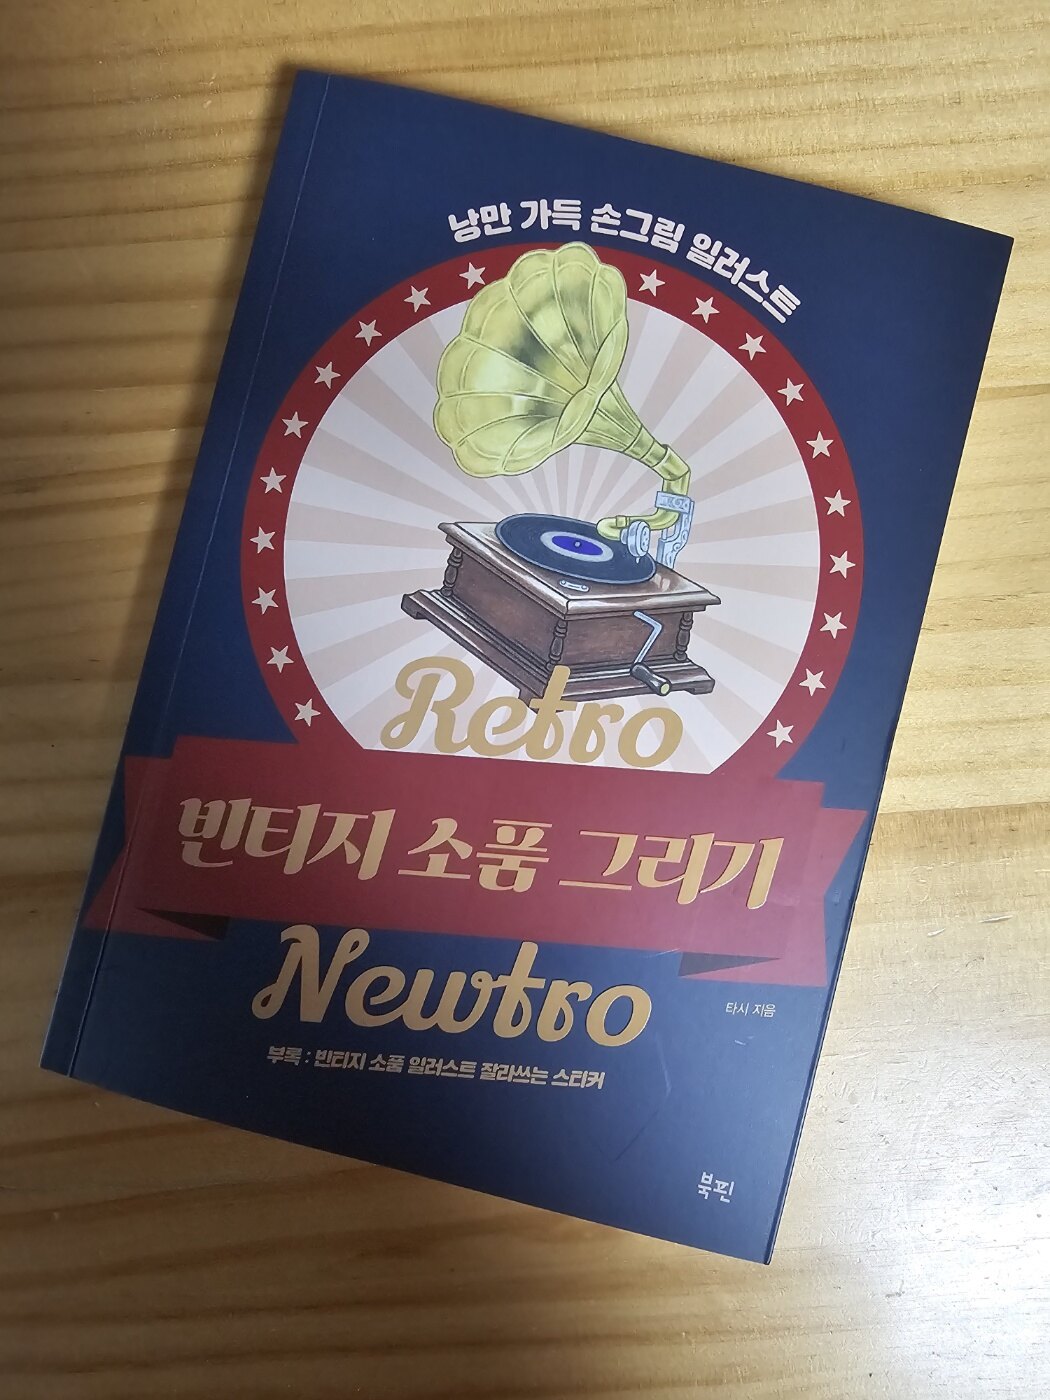 낭만 가득 손그림 일러스트
Retro
빈티지 소품 그리기
Newtro
타시 지음
부록 : 빈티지 소품 일러스트 잘라쓰는 스티커
북핀